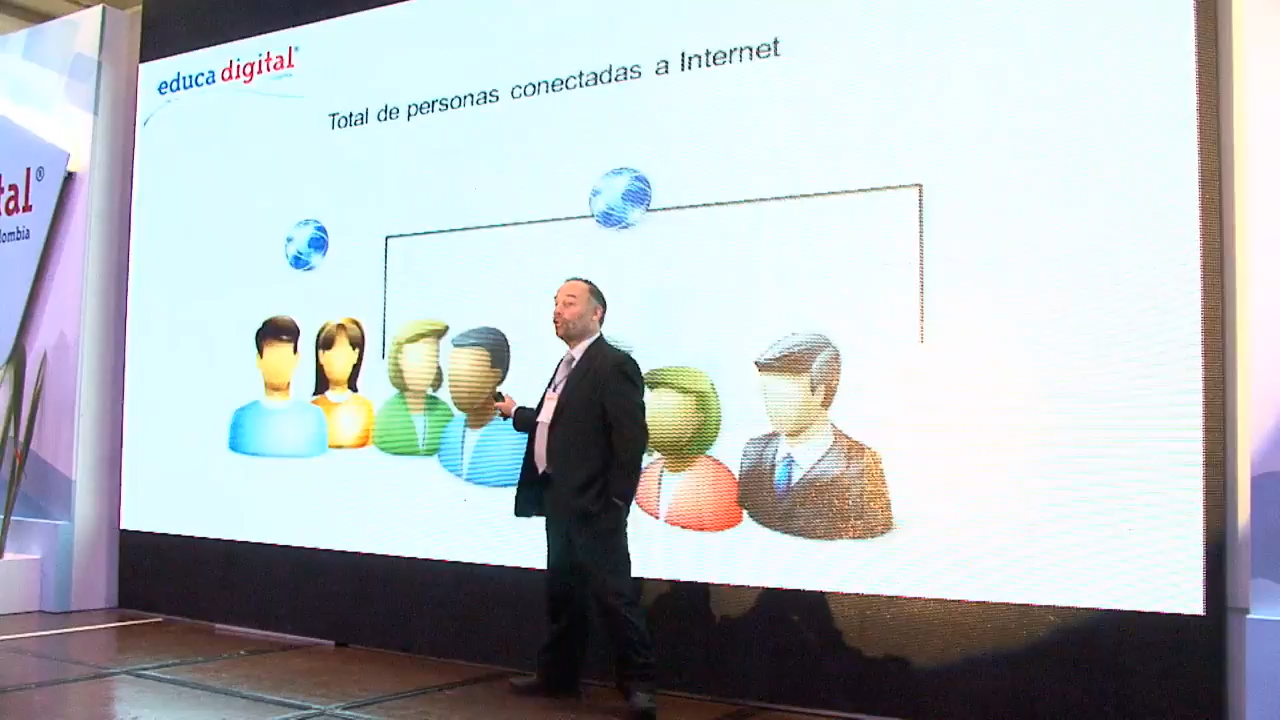 educa digital®
Total de personas conectadas a Internet
tal®
lombia